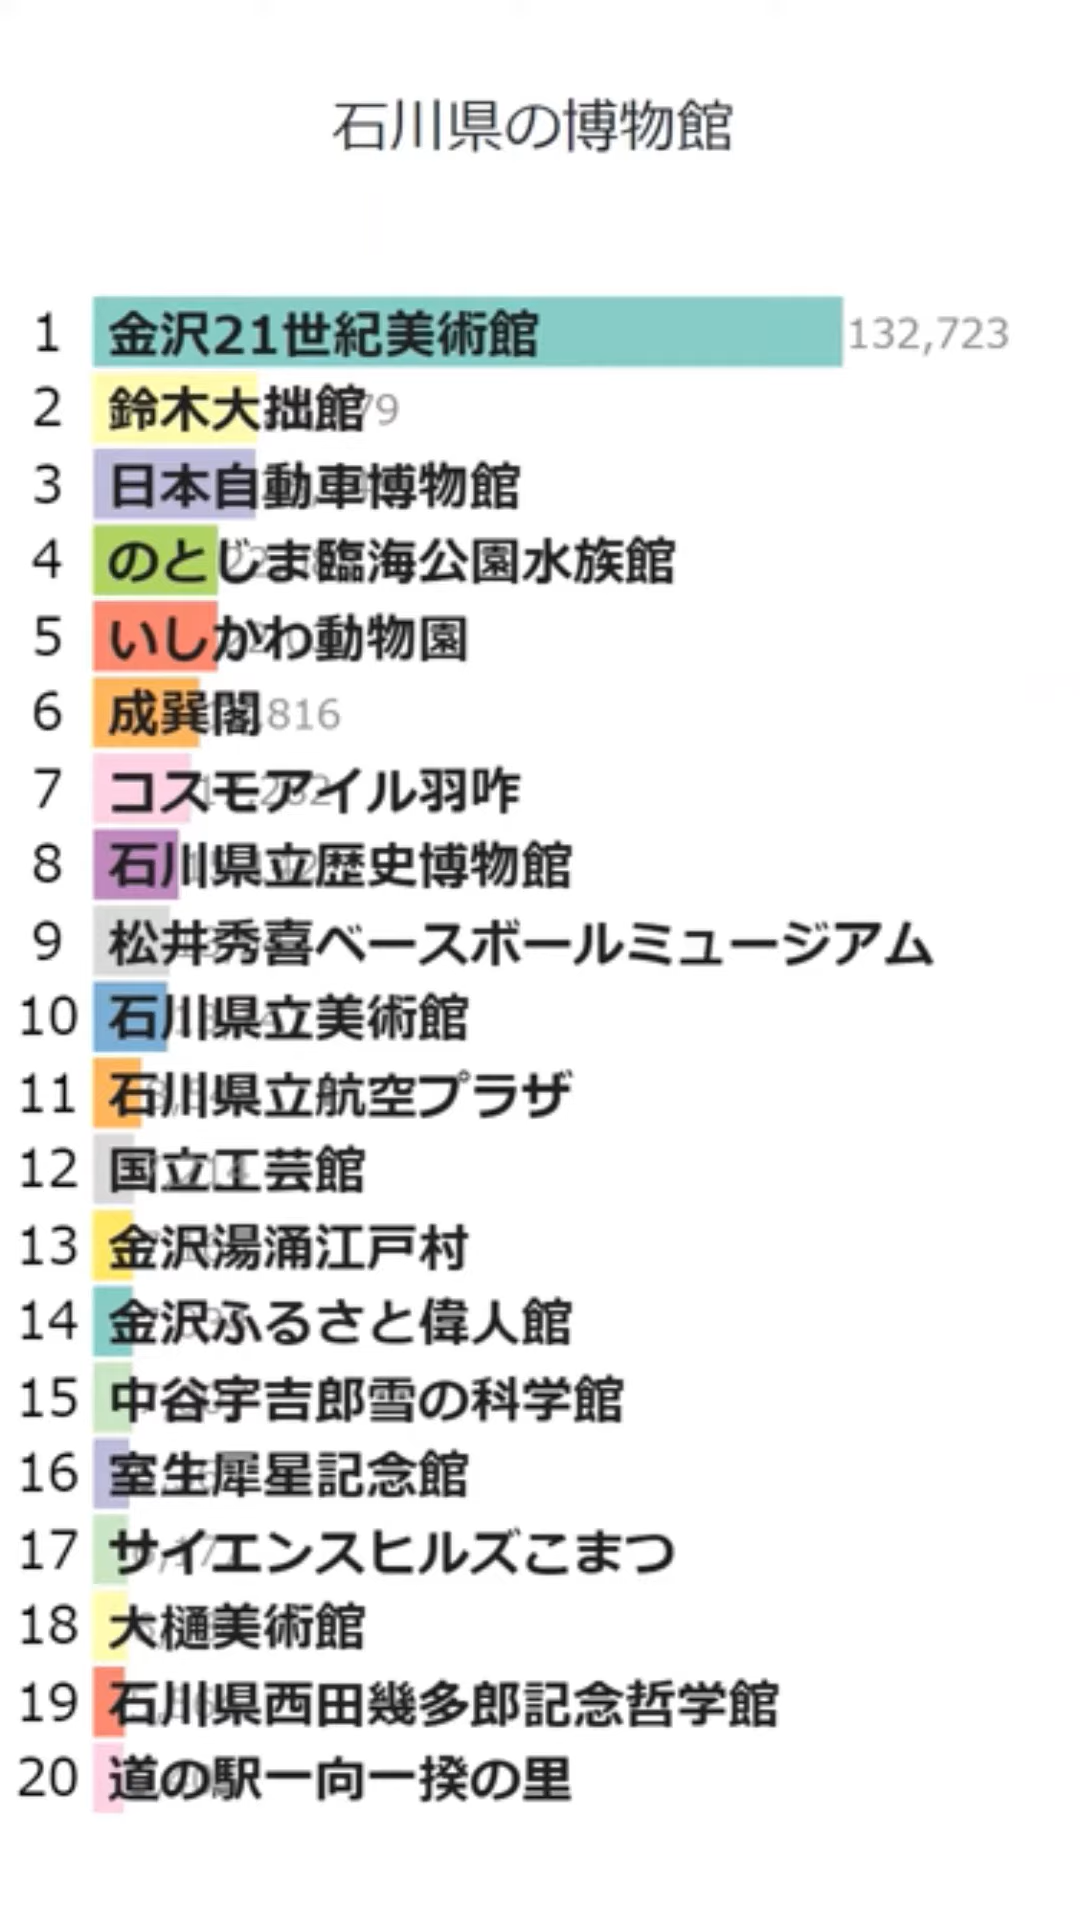 石川県の博物館
1 金沢21世紀美術館 132,723
2 鈴木大拙館
3 日本自動車博物館
4 のとじま臨海公園水族館
5 いしかわ動物園
6 成巽閣
7 コスモアイル羽咋
8 石川県立歴史博物館
9 松井秀喜ベースボールミュージアム
10 石川県立美術館
11 石川県立航空プラザ
12 国立工芸館
13 金沢湯涌江戸村
14 金沢ふるさと偉人館
15 中谷宇吉郎雪の科学館
16 室生犀星記念館
17 サイエンスヒルズこまつ
18 大樋美術館
19 石川県西田幾多郎記念哲学館
20 道の駅一向一揆の里